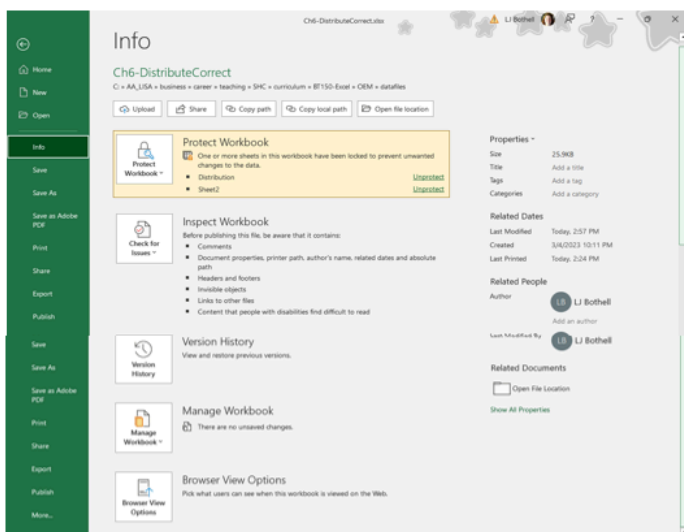 Ch6-DistributeCorrect.xlsx
LJ Bothell
?
Info
Home
New
Open
Info
Save
Save As
Save as Adobe
PDF
Print
Share
Export
Publish
Save
Save As
Save as Adobe
PDF
Print
Share
Export
Publish
More...
Ch6-DistributeCorrect
C: » AA_LISA » business » career » teaching » SHC » curriculum » BT150-Excel » OEM » datafiles
Upload
Share
Copy path
Copy local path
Open file location
Protect
Workbook
Protect Workbook
One or more sheets in this workbook have been locked to prevent unwanted
changes to the data.
Distribution Unprotect
Sheet2 Unprotect
Check for
Issues
Inspect Workbook
Before publishing this file, be aware that it contains:
Comments
Document properties, printer path, author's name, related dates and absolute
path
Headers and footers
Invisible objects
Links to other files
Content that people with disabilities find difficult to read
Version
History
Version History
View and restore previous versions.
Manage
Workbook
Manage Workbook
There are no unsaved changes.
Browser View
Options
Browser View Options
Pick what users can see when this workbook is viewed on the Web.
Properties
Size 25.9KB
Title Add a title
Tags Add a tag
Categories Add a category
Related Dates
Last Modified Today, 2:57 PM
Created 3/4/2023 10:11 PM
Last Printed Today, 2:24 PM
Related People
Author LB LJ Bothell
Add an author
Last Modified By LB LJ Bothell
Related Documents
Open File Location
Show All Properties